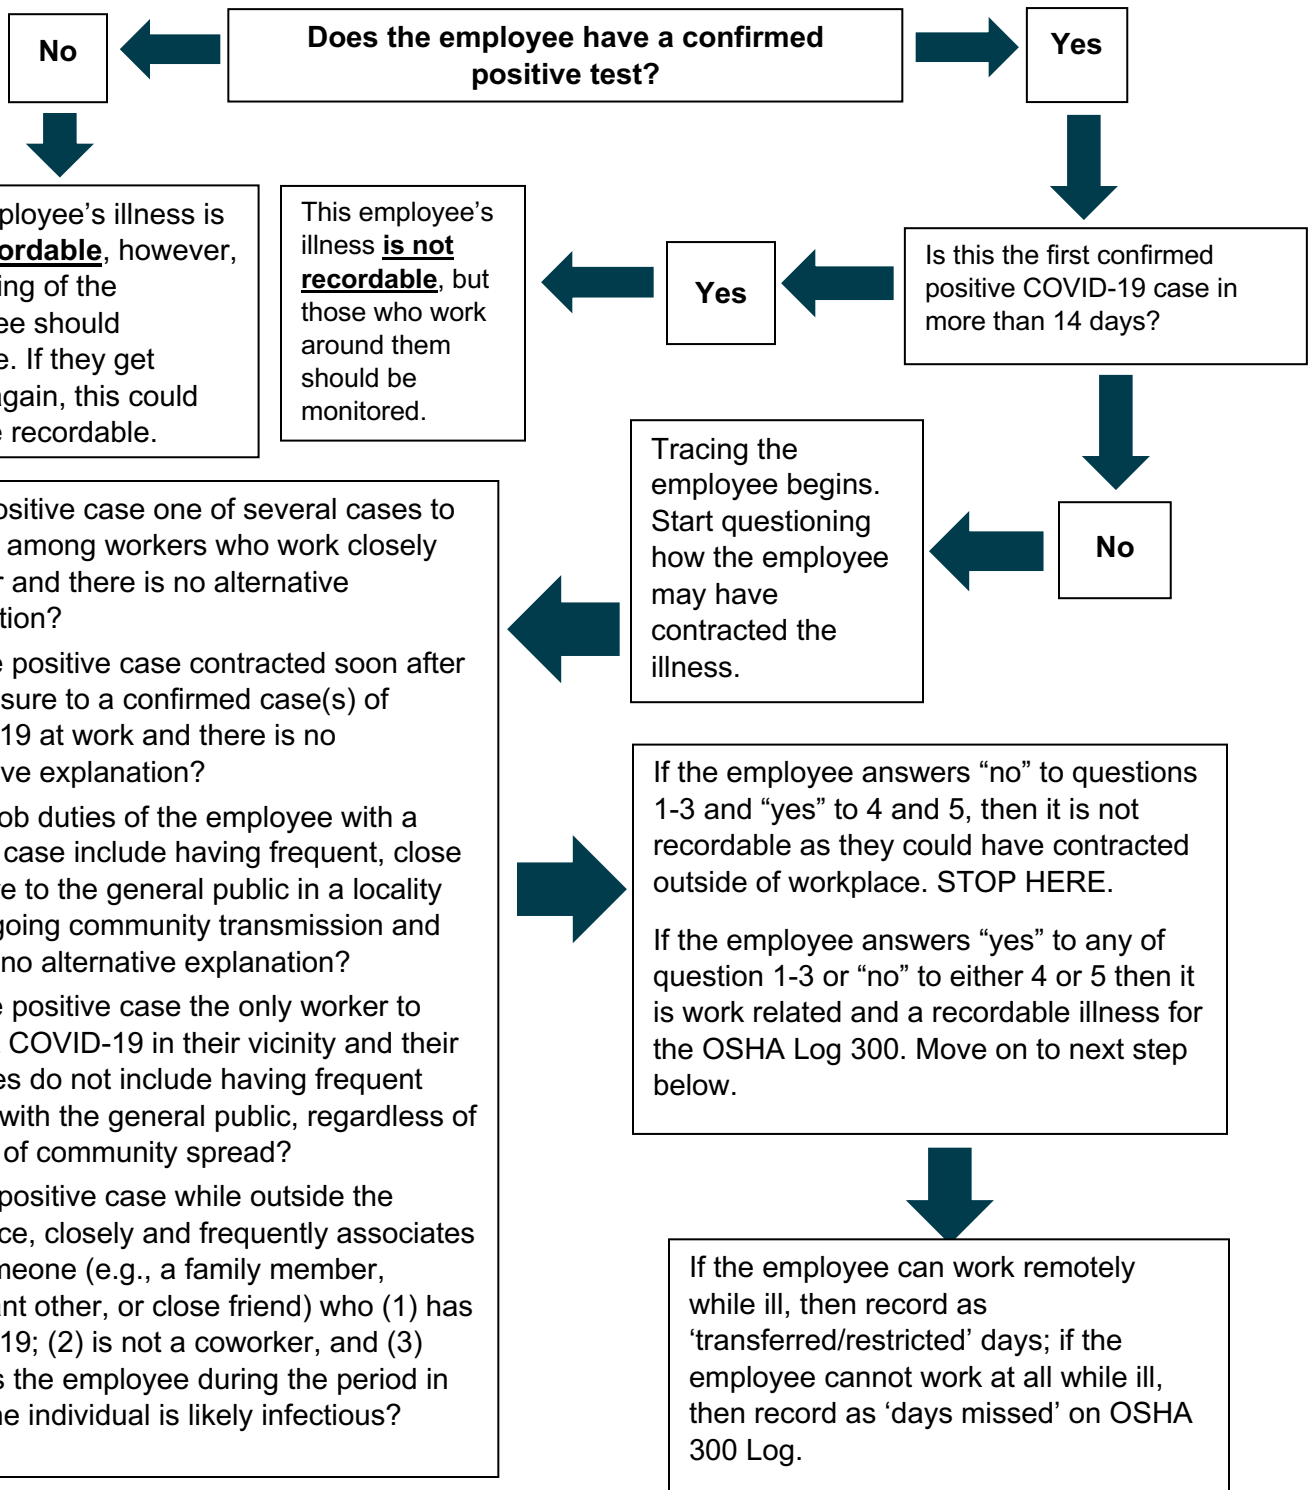 No
Does the employee have a confirmed
positive test?
Yes
ployee’s illness is
ordable, however,
ing of the
ee should
e. If they get
again, this could
e recordable.
This employee’s
illness is not
recordable, but
those who work
around them
should be
monitored.
Yes
Is this the first confirmed
positive COVID-19 case in
more than 14 days?
No
Tracing the
employee begins.
Start questioning
how the employee
may have
contracted the
illness.
ositive case one of several cases to
among workers who work closely
r and there is no alternative
tion?
e positive case contracted soon after
sure to a confirmed case(s) of
19 at work and there is no
ve explanation?
ob duties of the employee with a
case include having frequent, close
e to the general public in a locality
going community transmission and
no alternative explanation?
e positive case the only worker to
COVID-19 in their vicinity and their
es do not include having frequent
with the general public, regardless of
of community spread?
positive case while outside the
ce, closely and frequently associates
meone (e.g., a family member,
ant other, or close friend) who (1) has
19; (2) is not a coworker, and (3)
s the employee during the period in
he individual is likely infectious?
If the employee answers “no” to questions
1-3 and “yes” to 4 and 5, then it is not
recordable as they could have contracted
outside of workplace. STOP HERE.
If the employee answers “yes” to any of
question 1-3 or “no” to either 4 or 5 then it
is work related and a recordable illness for
the OSHA Log 300. Move on to next step
below.
If the employee can work remotely
while ill, then record as
‘transferred/restricted’ days; if the
employee cannot work at all while ill,
then record as ‘days missed’ on OSHA
300 Log.